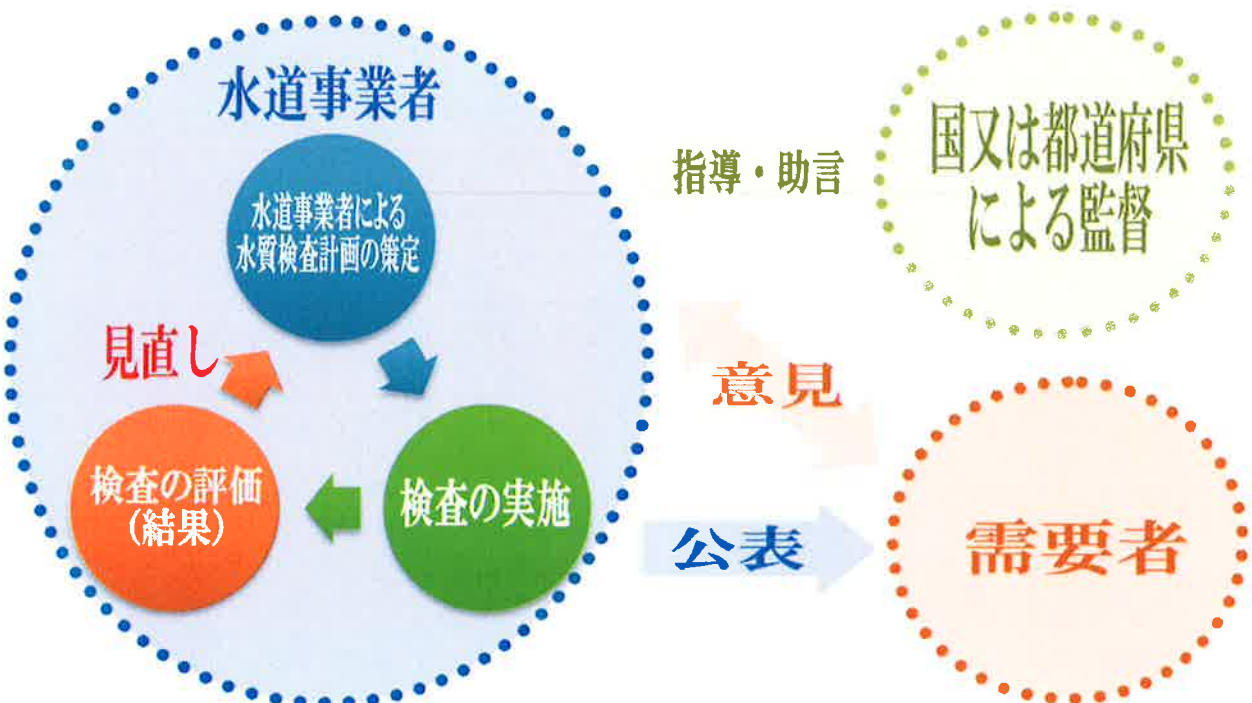 水道事業者
水道事業者による
水質検査計画の策定
見直し
検査の評価
(結果)
検査の実施
指導・助言
国又は都道府県
による監督
意見
公表
需要者